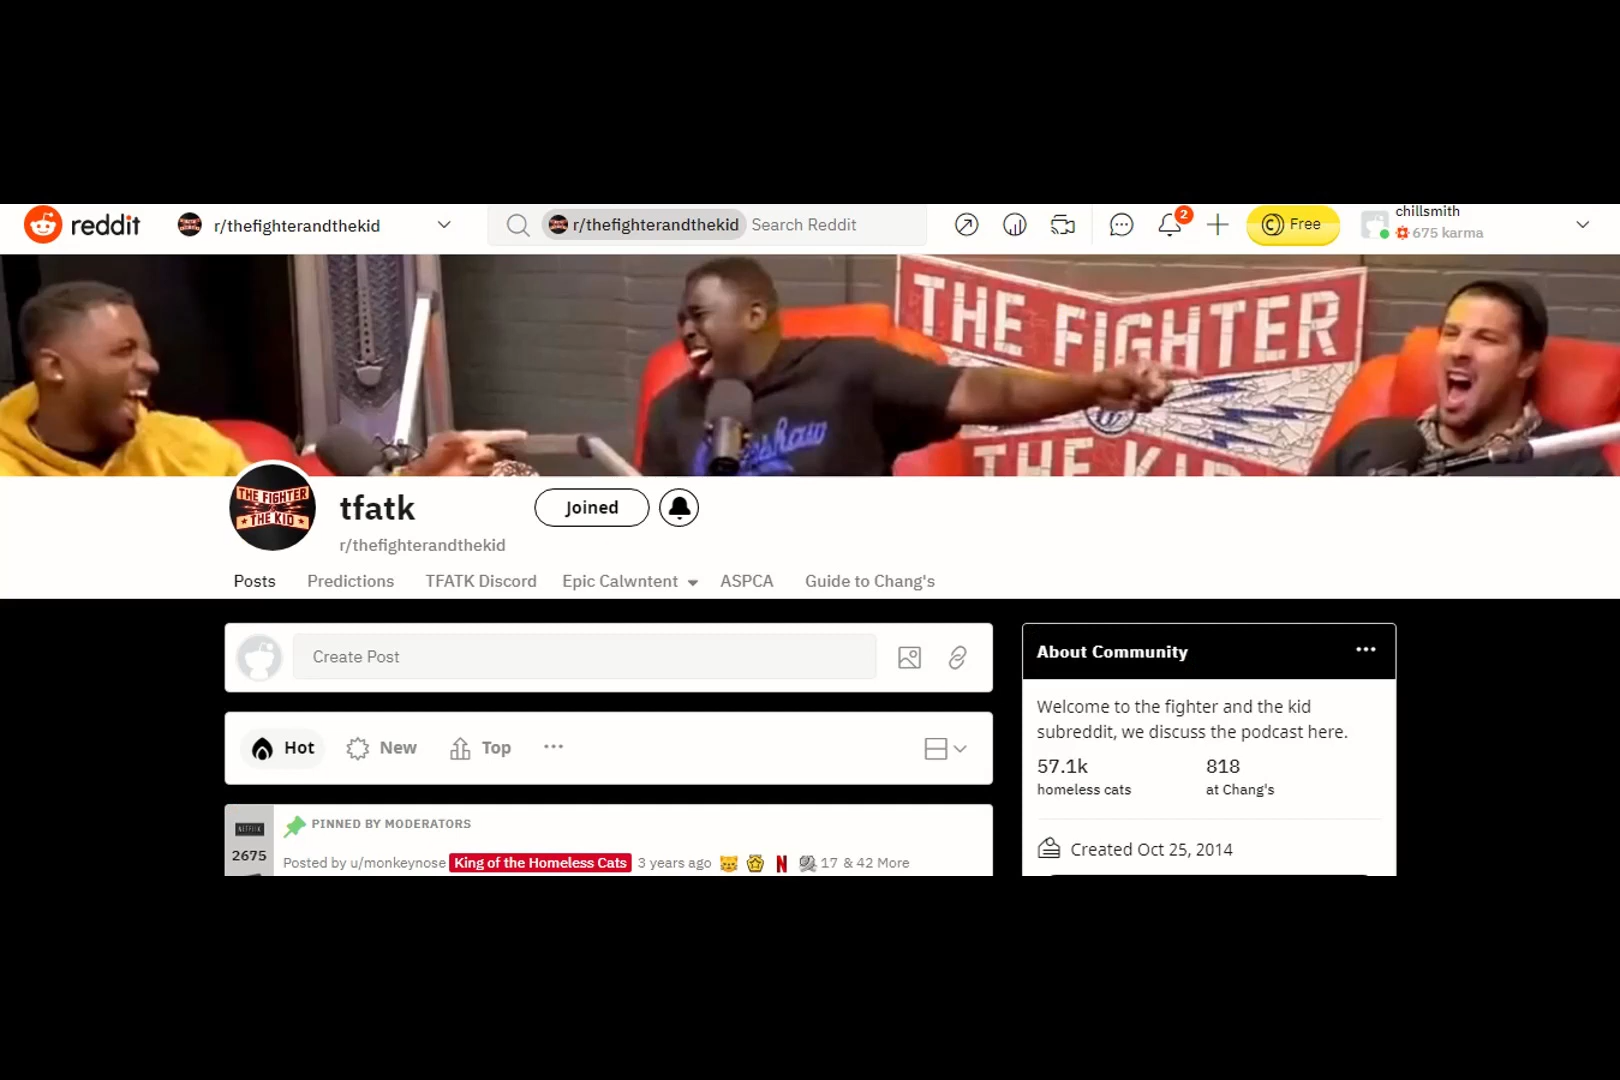 reddit
r/thefighterandthekid
r/thefighterandthekid Search Reddit
2
Free
chillsmith
675 karma
THE FIGHTER
THE KID
THE FIGHTER
THE KID
tfatk
Joined
r/thefighterandthekid
Posts Predictions TFATK Discord Epic Calwntent ASPCA Guide to Chang's
Create Post
Hot New Top
NETFLIX
2675
PINNED BY MODERATORS
Posted by u/monkeynose King of the Homeless Cats 3 years ago N 17 & 42 More
About Community
Welcome to the fighter and the kid
subreddit, we discuss the podcast here.
57.1k 818
homeless cats at Chang's
Created Oct 25, 2014